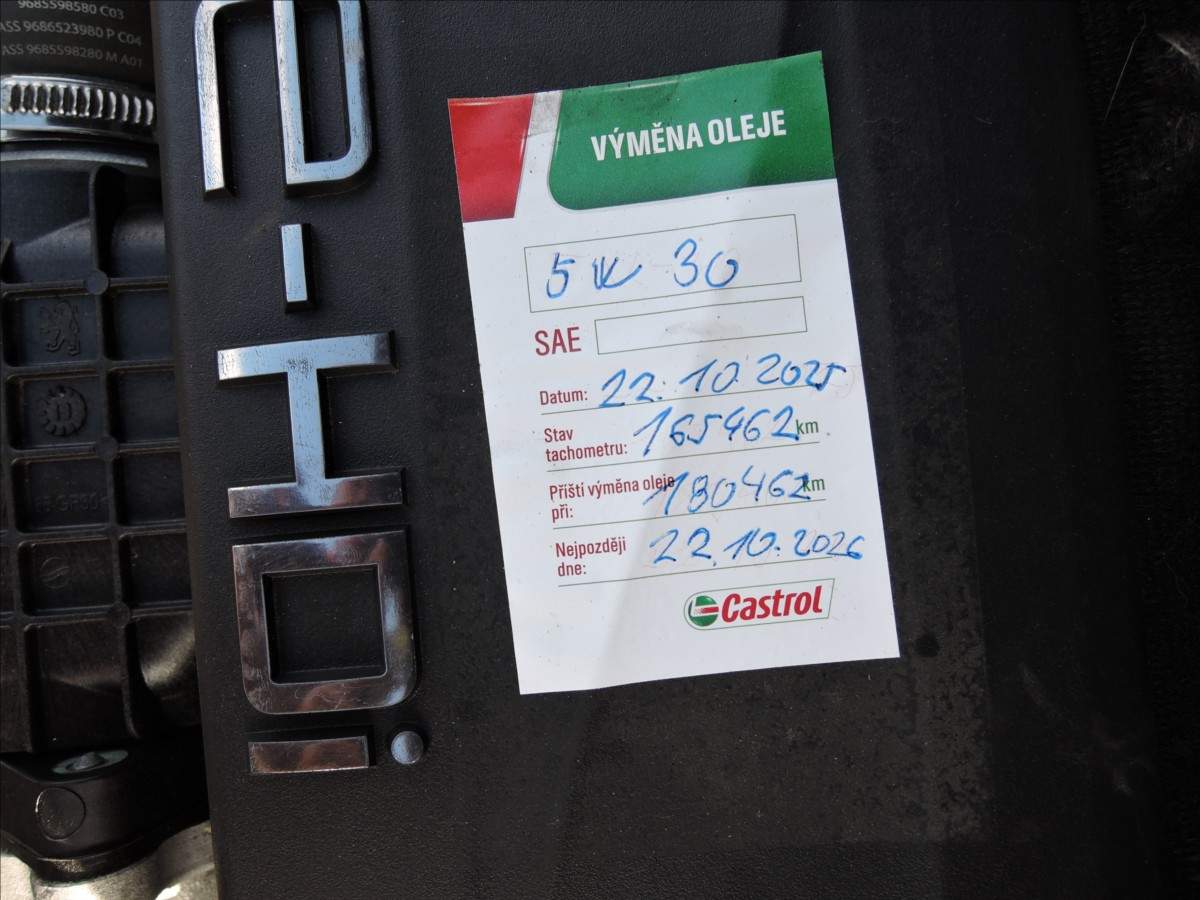 9685598580 C03
ASS 9686523980 P C04
ASS 9685598280 M A01
VÝMĚNA OLEJE
5W 30
SAE
Datum: 22.10.2025
Stav tachometru: 165462 km
Příští výměna oleje při: 180462 km
Nejpozději dne: 22.10.2026
Castrol